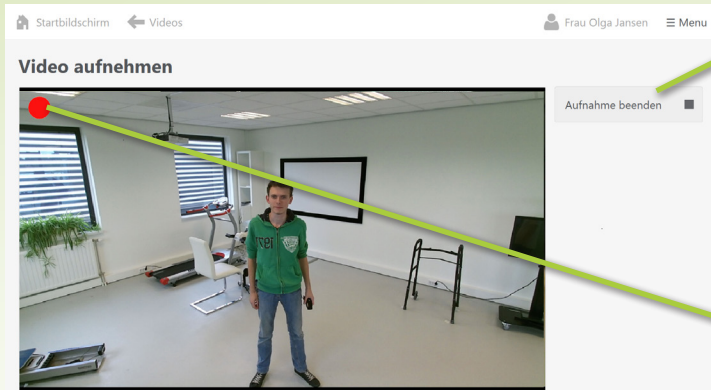 Startbildschirm Videos
Frau Olga Jansen ☰ Menu
Video aufnehmen
Aufnahme beenden